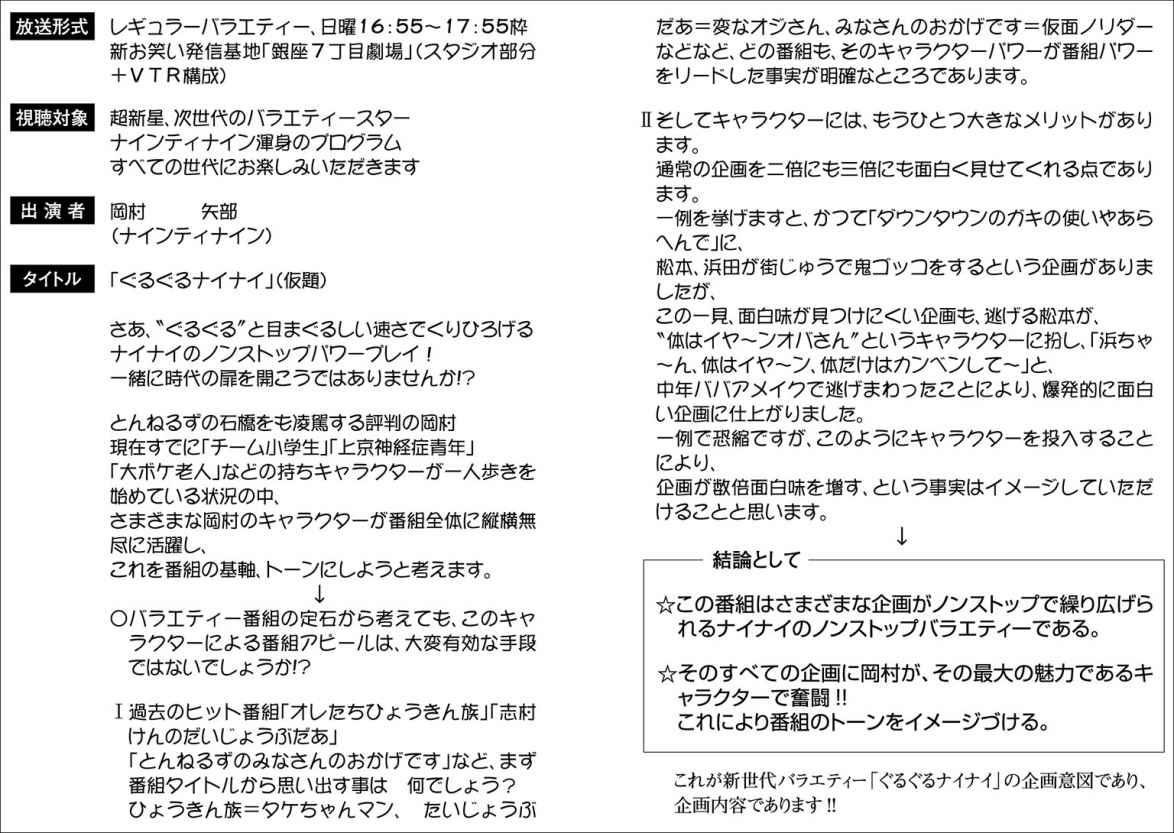 放送形式 レギュラーバラエティー、日曜16:55～17:55枠
新お笑い発信基地「銀座7丁目劇場」(スタジオ部分
＋VTR構成)
視聴対象 超新星、次世代のバラエティースター
ナインティナイン渾身のプログラム
すべての世代にお楽しみいただきます
出演者 岡村　　矢部
(ナインティナイン)
タイトル 「ぐるぐるナイナイ」(仮題)
さあ、〝ぐるぐる〟と目まぐるしい速さでくりひろげる
ナイナイのノンストップパワープレイ！
一緒に時代の扉を開こうではありませんか!?
とんねるずの石橋をも凌駕する評判の岡村
現在すでに「チーム小学生」「上京神経症青年」
「大ボケ老人」などの持ちキャラクターが一人歩きを
始めている状況の中、
さまざまな岡村のキャラクターが番組全体に縦横無
尽に活躍し、
これを番組の基軸、トーンにしようと考えます。
↓
○バラエティー番組の定石から考えても、このキャ
ラクターによる番組アピールは、大変有効な手段
ではないでしょうか!?
Ⅰ過去のヒット番組「オレたちひょうきん族」「志村
けんのだいじょうぶだあ」
「とんねるずのみなさんのおかげです」など、まず
番組タイトルから思い出す事は　何でしょう？
ひょうきん族＝タケちゃんマン、　たいじょうぶ
だあ＝変なオジさん、みなさんのおかげです＝仮面ノリダー
などなど、どの番組も、そのキャラクターパワーが番組パワー
をリードした事実が明確なところであります。
Ⅱそしてキャラクターには、もうひとつ大きなメリットがあり
ます。
通常の企画を二倍にも三倍にも面白く見せてくれる点であり
ます。
一例を挙げますと、かつて「ダウンタウンのガキの使いやあら
へんで」に、
松本、浜田が街じゅうで鬼ゴッコをするという企画がありま
したが、
この一見、面白味が見つけにくい企画も、逃げる松本が、
〝体はイヤ～ンオバさん〟というキャラクターに扮し、「浜ちゃ
～ん、体はイヤ～ン、体だけはカンベンして～」と、
中年ババアメイクで逃げまわったことにより、爆発的に面白
い企画に仕上がりました。
一例で恐縮ですが、このようにキャラクターを投入すること
により、
企画が数倍面白味を増す、という事実はイメージしていただ
けることと思います。
↓
結論として
☆この番組はさまざまな企画がノンストップで繰り広げら
れるナイナイのノンストップバラエティーである。
☆そのすべての企画に岡村が、その最大の魅力であるキ
ャラクターで奮闘!!
これにより番組のトーンをイメージづける。
これが新世代バラエティー「ぐるぐるナイナイ」の企画意図であり、
企画内容であります!!